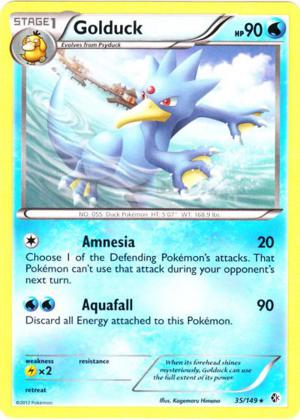 STAGE1
Golduck
HP 90
Evolves from Psyduck
NO. 055 Duck Pokémon HT: 5'07" WT: 168.9 lbs.
Amnesia 20
Choose 1 of the Defending Pokémon's attacks. That
Pokémon can't use that attack during your opponent's
next turn.
Aquafall 90
Discard all Energy attached to this Pokémon.
weakness resistance
×2
retreat
When its forehead shines
mysteriously, Golduck can use
the full extent of its power.
Illus. Kagemaru Himeno
©2012 Pokémon
35/149 ★